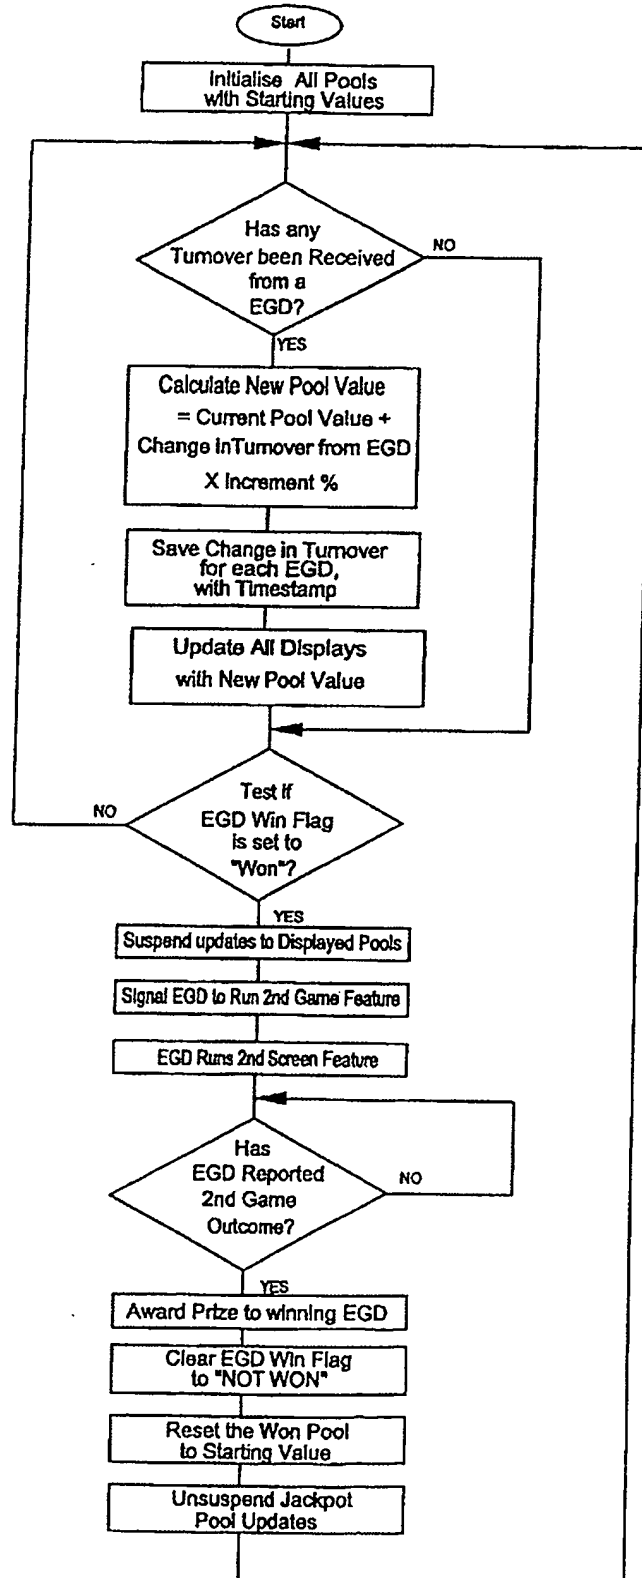 Start
Initialise All Pools
with Starting Values
Has any
Turnover been Received
from a
EGD?
NO
YES
Calculate New Pool Value
= Current Pool Value +
Change inTurnover from EGD
X Increment %
Save Change in Turnover
for each EGD,
with Timestamp
Update All Displays
with New Pool Value
Test if
EGD Win Flag
is set to
"Won"?
NO
YES
Suspend updates to Displayed Pools
Signal EGD to Run 2nd Game Feature
EGD Runs 2nd Screen Feature
Has
EGD Reported
2nd Game
Outcome?
NO
YES
Award Prize to winning EGD
Clear EGD Win Flag
to "NOT WON"
Reset the Won Pool
to Starting Value
Unsuspend Jackpot
Pool Updates